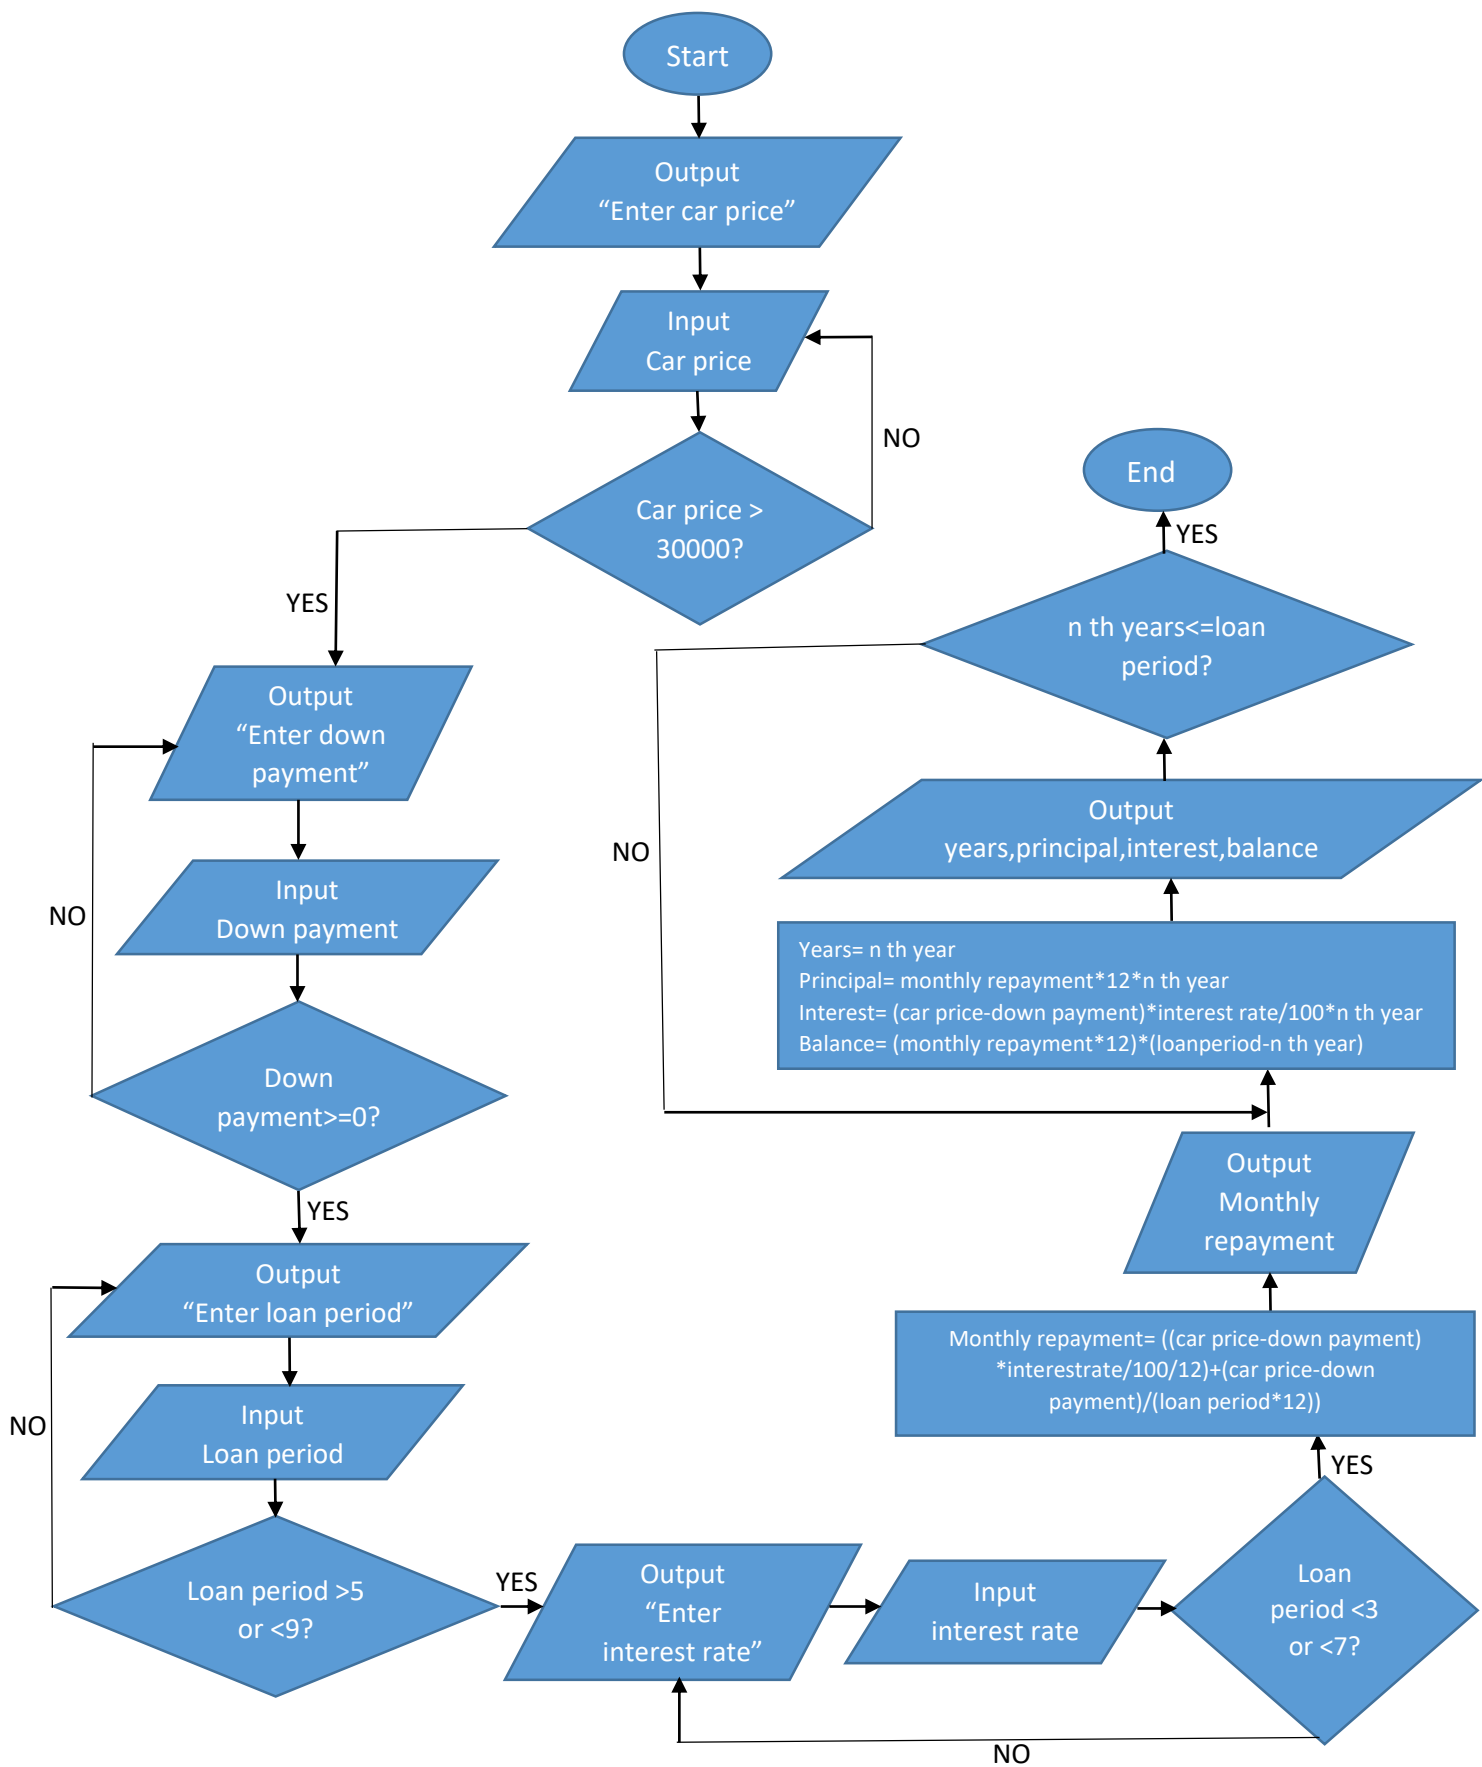 Start
Output
“Enter car price”
Input
Car price
NO
Car price >
30000?
YES
Output
“Enter down
payment”
Input
Down payment
NO
Down
payment>=0?
YES
Output
“Enter loan period”
Input
Loan period
NO
Loan period >5
or <9?
YES
Output
“Enter
interest rate”
Input
interest rate
Loan
period <3
or <7?
NO
YES
Monthly repayment= ((car price-down payment)
*interestrate/100/12)+(car price-down
payment)/(loan period*12))
Output
Monthly
repayment
Years= n th year
Principal= monthly repayment*12*n th year
Interest= (car price-down payment)*interest rate/100*n th year
Balance= (monthly repayment*12)*(loanperiod-n th year)
Output
years,principal,interest,balance
n th years<=loan
period?
NO
YES
End